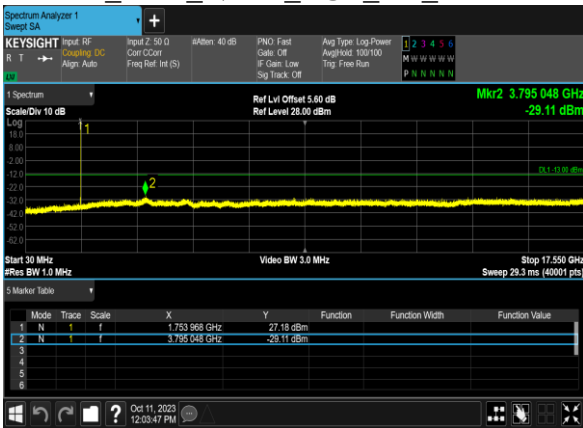 Spectrum Analyzer 1
Swept SA
KEYSIGHT Input: RF Input Z: 50 Ω #Atten: 40 dB PNO: Fast Avg Type: Log-Power 1 2 3 4 5 6
R T Coupling: DC Corr CCorr Gate: Off Avg|Hold: 100/100 M W W W W W
Align: Auto Freq Ref: Int (S) IF Gain: Low Trig: Free Run
LW Sig Track: Off P N N N N N
1 Spectrum Ref Lvl Offset 5.60 dB Mkr2 3.795 048 GHz
Scale/Div 10 dB Ref Level 28.00 dBm -29.11 dBm
Log
18.0
8.00
-2.00
-12.0
-22.0
-32.0
-42.0
-52.0
-62.0
1
2
DL1 -13.00 dBm
Start 30 MHz Video BW 3.0 MHz Stop 17.550 GHz
#Res BW 1.0 MHz Sweep 29.3 ms (40001 pts)
5 Marker Table
Mode Trace Scale X Y Function Function Width Function Value
1 N 1 f 1.753 968 GHz 27.18 dBm
2 N 1 f 3.795 048 GHz -29.11 dBm
3
4
5
6
? Oct 11, 2023
12:03:47 PM